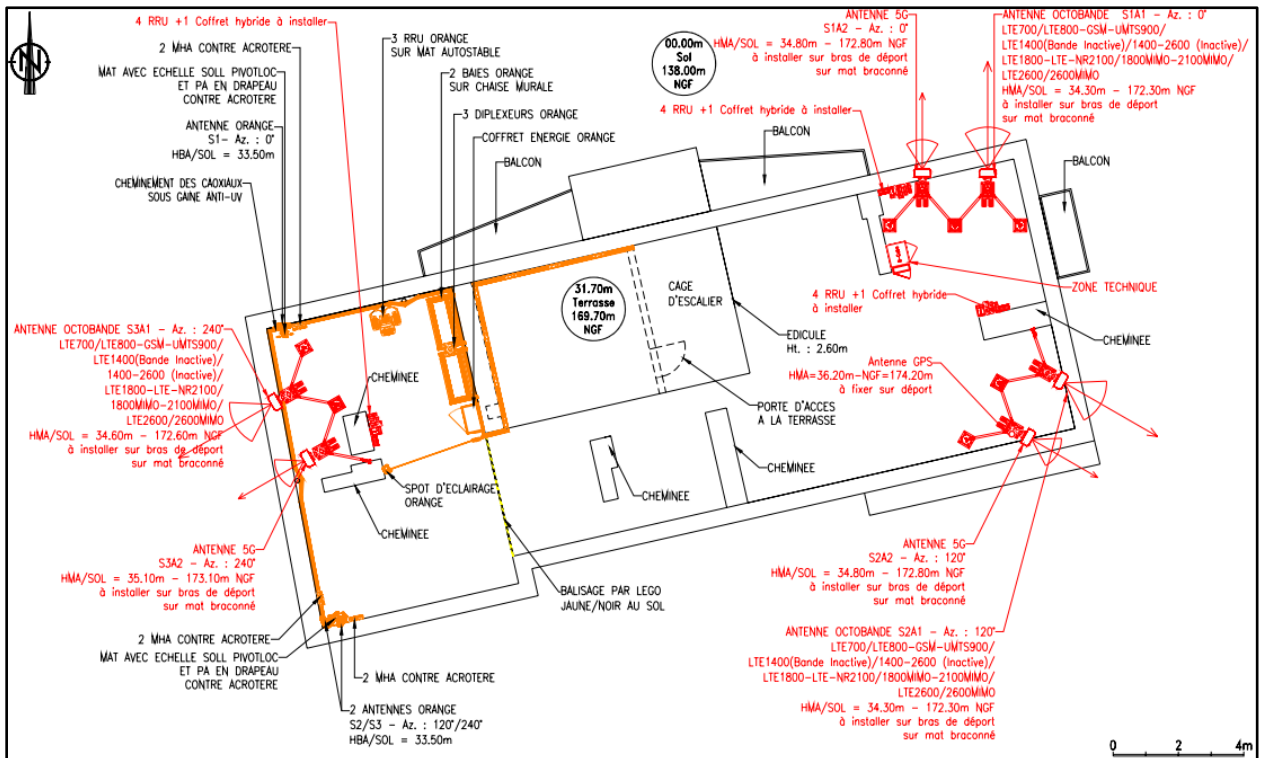 N
4 RRU +1 Coffret hybride à installer
2 MHA CONTRE ACROTERE
MAT AVEC ECHELLE SOLL PIVOTLOC
ET PA EN DRAPEAU
CONTRE ACROTERE
ANTENNE ORANGE
S1- Az. : 0°
HBA/SOL = 33.50m
CHEMINEMENT DES CAOXIAUX
SOUS GAINE ANTI-UV
3 RRU ORANGE
SUR MAT AUTOSTABLE
2 BAIES ORANGE
SUR CHAISE MURALE
3 DIPLEXEURS ORANGE
COFFRET ENERGIE ORANGE
BALCON
00.00m
Sol
138.00m
NGF
ANTENNE 5G
S1A2 - Az. : 0°
HMA/SOL = 34.80m - 172.80m NGF
à installer sur bras de déport
sur mat braconné
4 RRU +1 Coffret hybride
à installer
BALCON
ANTENNE OCTOBANDE S1A1 - Az. : 0°
LTE700/LTE800-GSM-UMTS900/
LTE1400(Bande Inactive)/1400-2600 (Inactive)/
LTE1800-LTE-NR2100/1800MIMO-2100MIMO/
LTE2600/2600MIMO
HMA/SOL = 34.30m - 172.30m NGF
à installer sur bras de déport
sur mat braconné
BALCON
31.70m
Terrasse
169.70m
NGF
CAGE
D'ESCALIER
EDICULE
Ht. : 2.60m
PORTE D'ACCES
A LA TERRASSE
ZONE TECHNIQUE
4 RRU +1 Coffret hybride
à installer
CHEMINEE
Antenne GPS
HMA=36.20m-NGF=174.20m
à fixer sur déport
ANTENNE OCTOBANDE S3A1 - Az. : 240°
LTE700/LTE800-GSM-UMTS900/
LTE1400(Bande Inactive)/
1400-2600 (Inactive)/
LTE1800-LTE-NR2100/
1800MIMO-2100MIMO/
LTE2600/2600MIMO
HMA/SOL = 34.60m - 172.60m NGF
à installer sur bras de déport
sur mat braconné
CHEMINEE
SPOT D'ECLAIRAGE
ORANGE
CHEMINEE
CHEMINEE
CHEMINEE
ANTENNE 5G
S3A2 - Az. : 240°
HMA/SOL = 35.10m - 173.10m NGF
à installer sur bras de déport
sur mat braconné
BALISAGE PAR LEGO
JAUNE/NOIR AU SOL
2 MHA CONTRE ACROTERE
MAT AVEC ECHELLE SOLL PIVOTLOC
ET PA EN DRAPEAU
CONTRE ACROTERE
2 MHA CONTRE ACROTERE
2 ANTENNES ORANGE
S2/S3 - Az. : 120°/240°
HBA/SOL = 33.50m
ANTENNE 5G
S2A2 - Az. : 120°
HMA/SOL = 34.80m - 172.80m NGF
à installer sur bras de déport
sur mat braconné
ANTENNE OCTOBANDE S2A1 - Az. : 120°
LTE700/LTE800-GSM-UMTS900/
LTE1400(Bande Inactive)/1400-2600 (Inactive)/
LTE1800-LTE-NR2100/1800MIMO-2100MIMO/
LTE2600/2600MIMO
HMA/SOL = 34.30m - 172.30m NGF
à installer sur bras de déport
sur mat braconné
0 2 4m